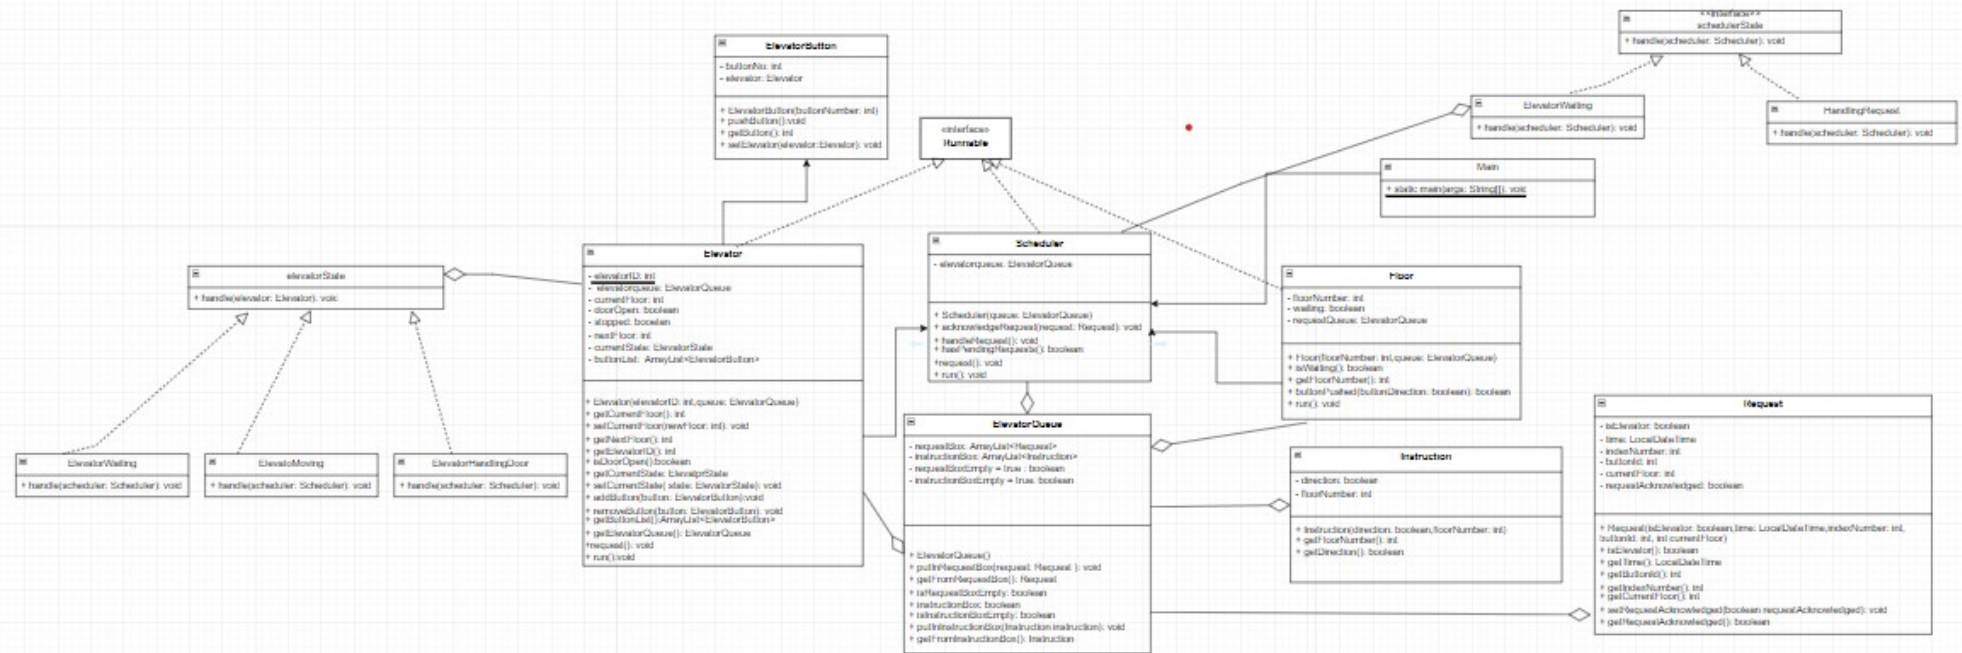 ElevatorButton
- buttonNo: int
- elevator: Elevator
+ ElevatorButton(buttonNumber: int)
+ pushButton():void
+ getButton(): int
+ setElevator(elevator:Elevator): void
«interface»
Runnable
<<interface>>
schedulerState
+ handle(scheduler: Scheduler): void
ElevatorWaiting
+ handle(scheduler: Scheduler): void
HandlingRequest
+ handle(scheduler: Scheduler): void
Main
+ static main(args: String[]): void
elevatorState
+ handle(elevator: Elevator): void
ElevatorWaiting
+ handle(scheduler: Scheduler): void
ElevatoMoving
+ handle(scheduler: Scheduler): void
ElevatorHandlingDoor
+ handle(scheduler: Scheduler): void
Elevator
- elevatorID: int
- elevatorqueue: ElevatorQueue
- currentFloor: int
- doorOpen: boolean
- stopped: boolean
- nextFloor: int
- currentState: ElevatorState
- buttonList: ArrayList<ElevatorButton>
+ Elevator(elevatorID: int,queue: ElevatorQueue)
+ getCurrentFloor(): int
+ setCurrentFloor(newFloor: int): void
+ getNextFloor(): int
+ getElevatorID(): int
+ isDoorOpen():boolean
+ getCurrentState: ElevatprState
+ setCurrentState( state: ElevatorState): void
+ addButton(button: ElevatorButton):void
+ removeButton(button: ElevatorButton): void
+ getButtonList():ArrayList<ElevatorButton>
+ getElevatorQueue(): ElevatorQueue
+request(): void
+ run():void
Scheduler
- elevatorqueue: ElevatorQueue
+ Scheduler(queue: ElevatorQueue)
+ acknowledgeRequest(request: Request): void
+ handleRequest(): void
+ hasPendingRequests(): boolean
+request(): void
+ run(): void
Floor
- floorNumber: int
- waiting: boolean
- requestQueue: ElevatorQueue
+ Floor(floorNumber: int,queue: ElevatorQueue)
+ isWaiting(): boolean
+ getFloorNumber(): int
+ buttonPushed(buttonDirection: boolean): boolean
+ run(): void
ElevatorQueue
- requestBox: ArrayList<Request>
- instructionBox: ArrayList<Instruction>
- requestBoxEmpty = true : boolean
- instructionBoxEmpty = true: boolean
+ ElevatorQueue()
+ putInRequestBox(request: Request ): void
+ getFromRequestBox(): Request
+ isRequestBoxEmpty: boolean
+ instructionBox: boolean
+ isInstructionBoxEmpty: boolean
+ putInInstructionBox(Instruction instruction): void
+ getFromInstructionBox(): Instruction
Instruction
- direction: boolean
- floorNumber: int
+ Instruction(direction: boolean,floorNumber: int)
+ getFloorNumber(): int
+ getDirection(): boolean
Request
- isElevator: boolean
- time: LocalDateTime
- indexNumber: int
- buttonId: int
- currentFloor: int
- requestAcknowledged: boolean
+ Request(isElevator: boolean,time: LocalDateTime,indexNumber: int,
buttonId: int, int currentFloor)
+ isElevator(): boolean
+ getTime(): LocalDateTime
+ getButtonId(): int
+ getIndexNumber(): int
+ getCurrentFloor(): int
+ setRequestAcknowledged(boolean requestAcknowledged): void
+ getRequestAcknowledged(): boolean